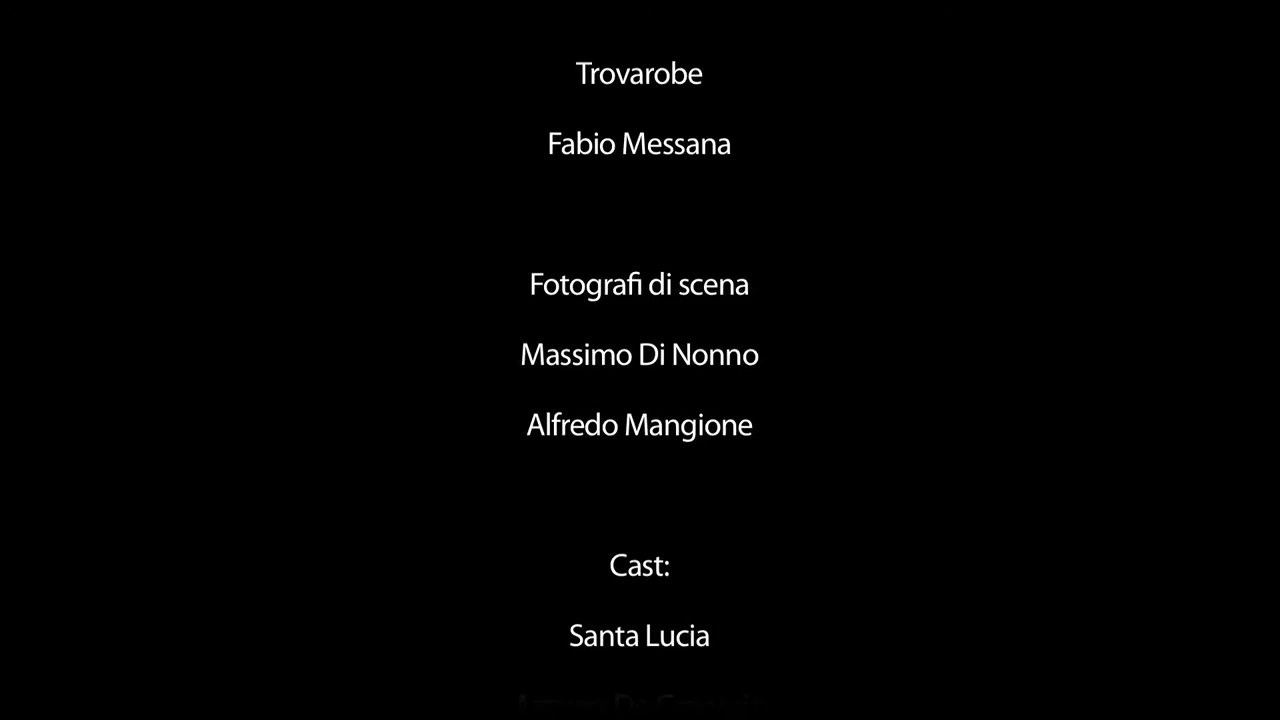 Trovarobe
Fabio Messana
Fotografi di scena
Massimo Di Nonno
Alfredo Mangione
Cast:
Santa Lucia